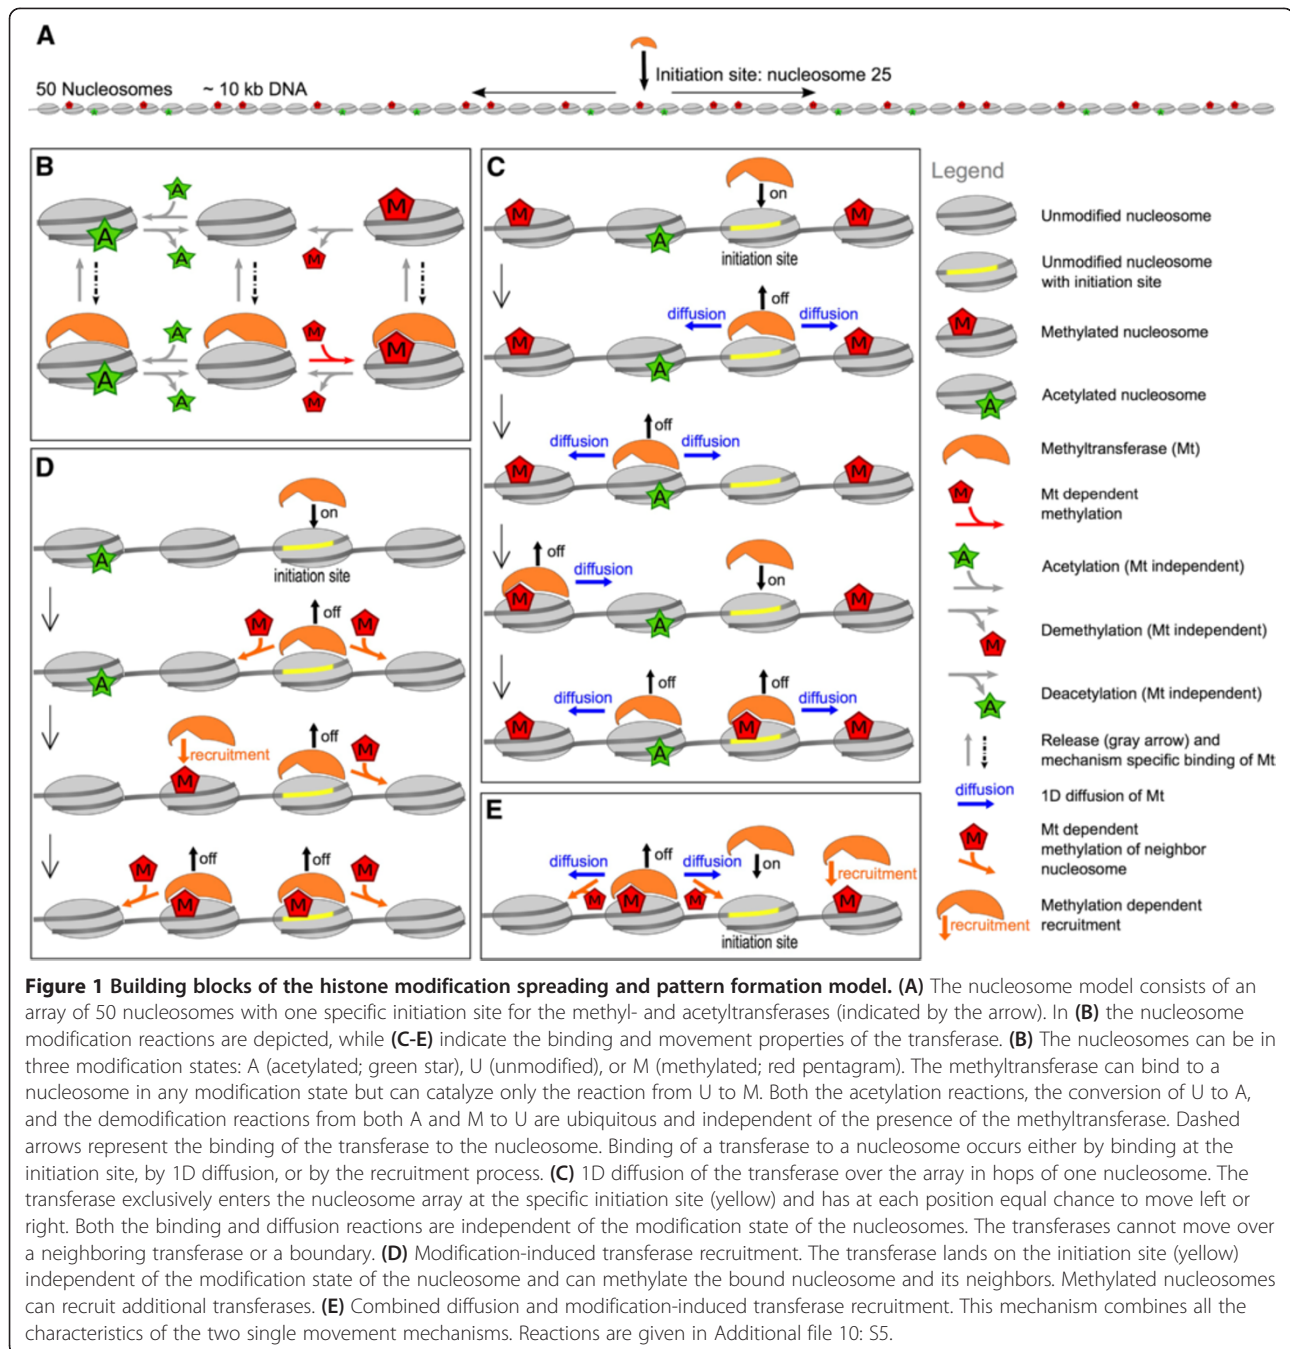 A
Initiation site: nucleosome 25
50 Nucleosomes ~ 10 kb DNA
B
A
M
A
A
M
A
M
M
A
A
M
C
on
M
A
M
initiation site
off
diffusion diffusion
M
A
M
off
diffusion diffusion
M
A
M
off
diffusion
on
M
A
M
off off
diffusion diffusion
M
A
M
M
D
on
A
initiation site
off
M M
A
off
M
recruitment
M
off off
M M
M M
E
off
on
diffusion diffusion
recruitment
M M M M
initiation site
Legend
Unmodified nucleosome
Unmodified nucleosome
with initiation site
M
Methylated nucleosome
A
Acetylated nucleosome
Methyltransferase (Mt)
M
Mt dependent
methylation
A
Acetylation (Mt independent)
M
Demethylation (Mt independent)
A
Deacetylation (Mt independent)
Release (gray arrow) and
mechanism specific binding of Mt
diffusion
1D diffusion of Mt
M
Mt dependent
methylation of neighbor
nucleosome
recruitment
Methylation dependent
recruitment
Figure 1 Building blocks of the histone modification spreading and pattern formation model. (A) The nucleosome model consists of an
array of 50 nucleosomes with one specific initiation site for the methyl- and acetyltransferases (indicated by the arrow). In (B) the nucleosome
modification reactions are depicted, while (C-E) indicate the binding and movement properties of the transferase. (B) The nucleosomes can be in
three modification states: A (acetylated; green star), U (unmodified), or M (methylated; red pentagram). The methyltransferase can bind to a
nucleosome in any modification state but can catalyze only the reaction from U to M. Both the acetylation reactions, the conversion of U to A,
and the demodification reactions from both A and M to U are ubiquitous and independent of the presence of the methyltransferase. Dashed
arrows represent the binding of the transferase to the nucleosome. Binding of a transferase to a nucleosome occurs either by binding at the
initiation site, by 1D diffusion, or by the recruitment process. (C) 1D diffusion of the transferase over the array in hops of one nucleosome. The
transferase exclusively enters the nucleosome array at the specific initiation site (yellow) and has at each position equal chance to move left or
right. Both the binding and diffusion reactions are independent of the modification state of the nucleosomes. The transferases cannot move over
a neighboring transferase or a boundary. (D) Modification-induced transferase recruitment. The transferase lands on the initiation site (yellow)
independent of the modification state of the nucleosome and can methylate the bound nucleosome and its neighbors. Methylated nucleosomes
can recruit additional transferases. (E) Combined diffusion and modification-induced transferase recruitment. This mechanism combines all the
characteristics of the two single movement mechanisms. Reactions are given in Additional file 10: S5.